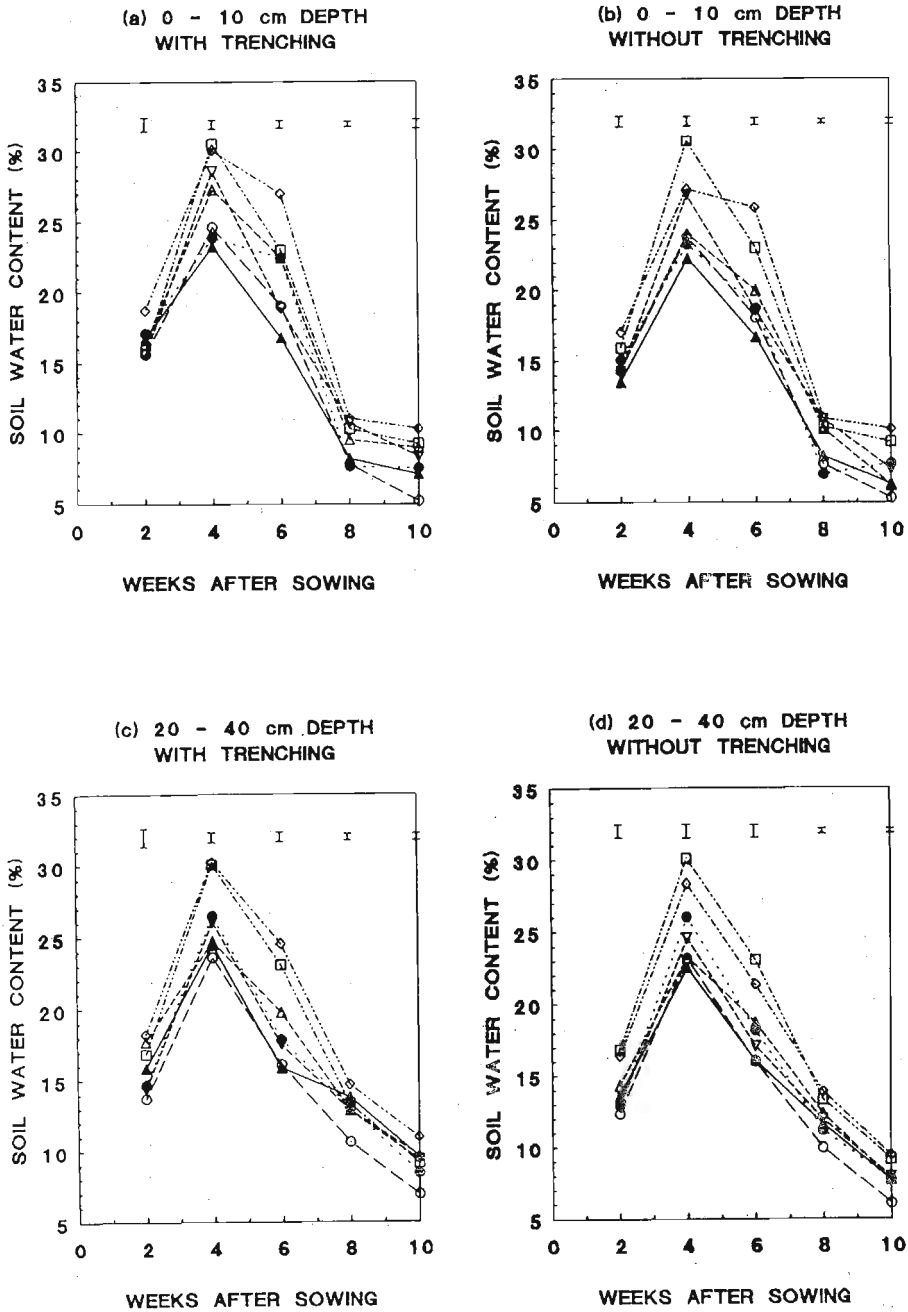 (a) 0 - 10 cm DEPTH
WITH TRENCHING
35
30
25
20
15
10
5
SOIL WATER CONTENT (%)
0 2 4 6 8 10
WEEKS AFTER SOWING
(b) 0 - 10 cm DEPTH
WITHOUT TRENCHING
35
30
25
20
15
10
5
SOIL WATER CONTENT (%)
0 2 4 6 8 10
WEEKS AFTER SOWING
(c) 20 - 40 cm DEPTH
WITH TRENCHING
35
30
25
20
15
10
5
SOIL WATER CONTENT (%)
0 2 4 6 8 10
WEEKS AFTER SOWING
(d) 20 - 40 cm DEPTH
WITHOUT TRENCHING
35
30
25
20
15
10
5
SOIL WATER CONTENT (%)
0 2 4 6 8 10
WEEKS AFTER SOWING